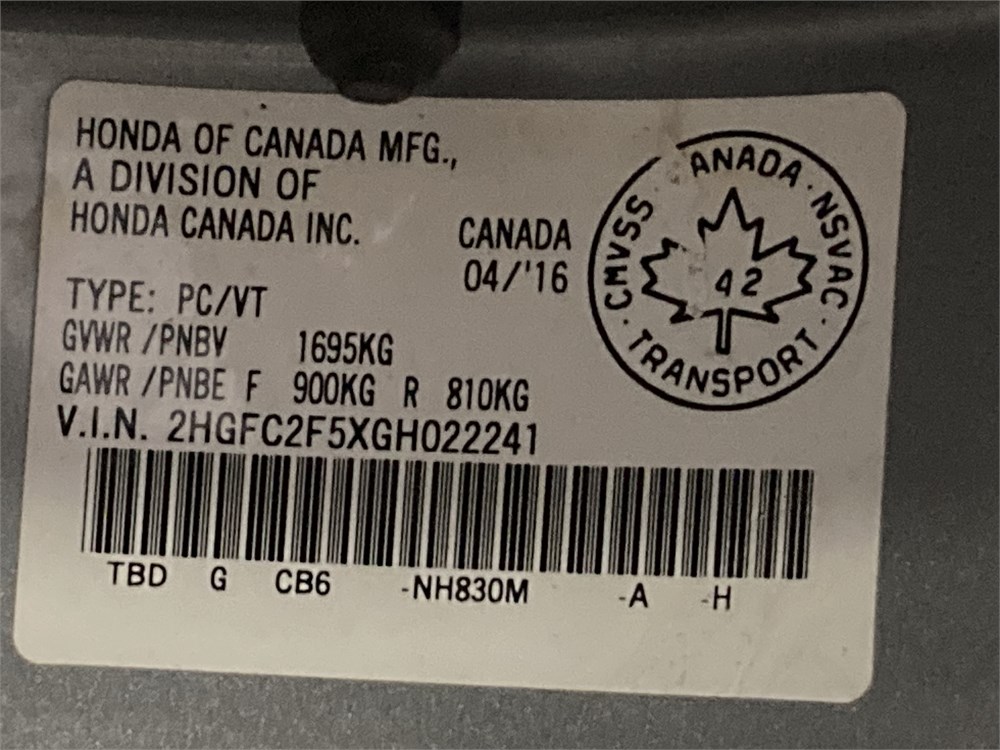 HONDA OF CANADA MFG.,
A DIVISION OF
HONDA CANADA INC.
CANADA
04/'16
TYPE: PC/VT
GVWR /PNBV 1695KG
GAWR /PNBE F 900KG R 810KG
V.I.N. 2HGFC2F5XGH022241
TBD G CB6 -NH830M -A -H
CMVSS · ANADA · NSVAC · TRANSPORT ·
42